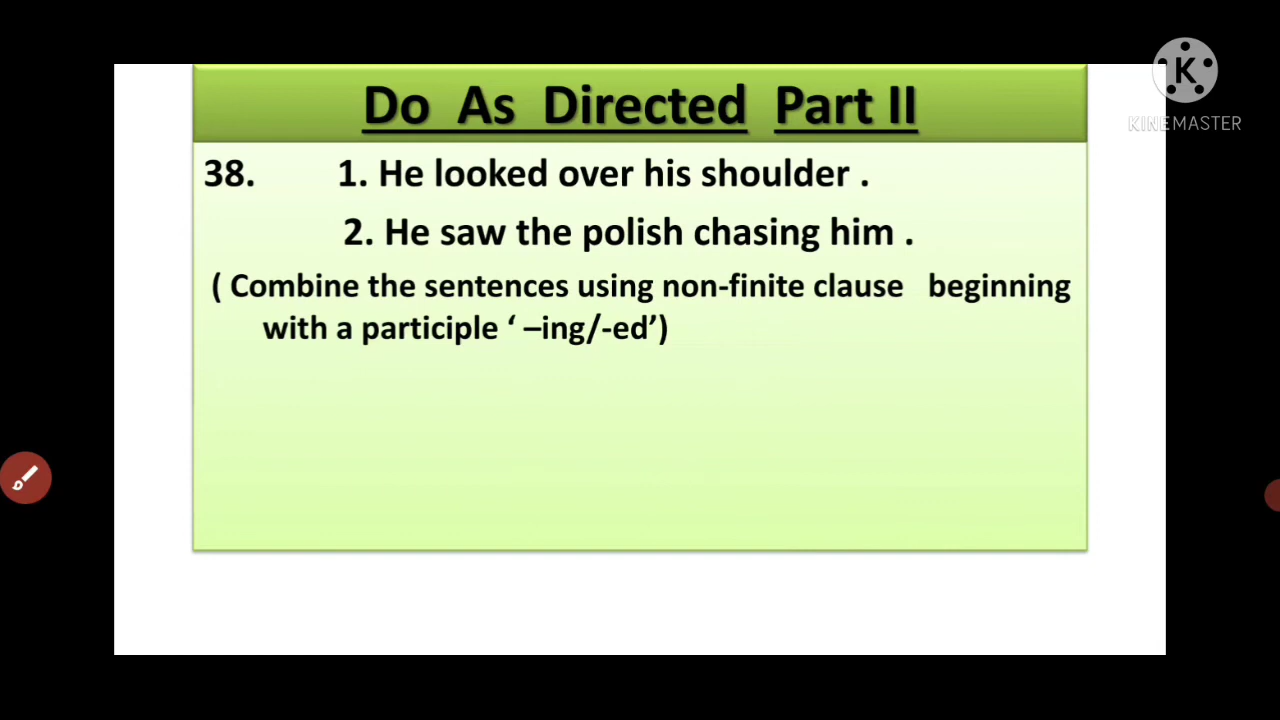 Do As Directed Part II
K
KINEMASTER
38. 1. He looked over his shoulder .
2. He saw the polish chasing him .
( Combine the sentences using non-finite clause beginning
with a participle ‘ –ing/-ed’)